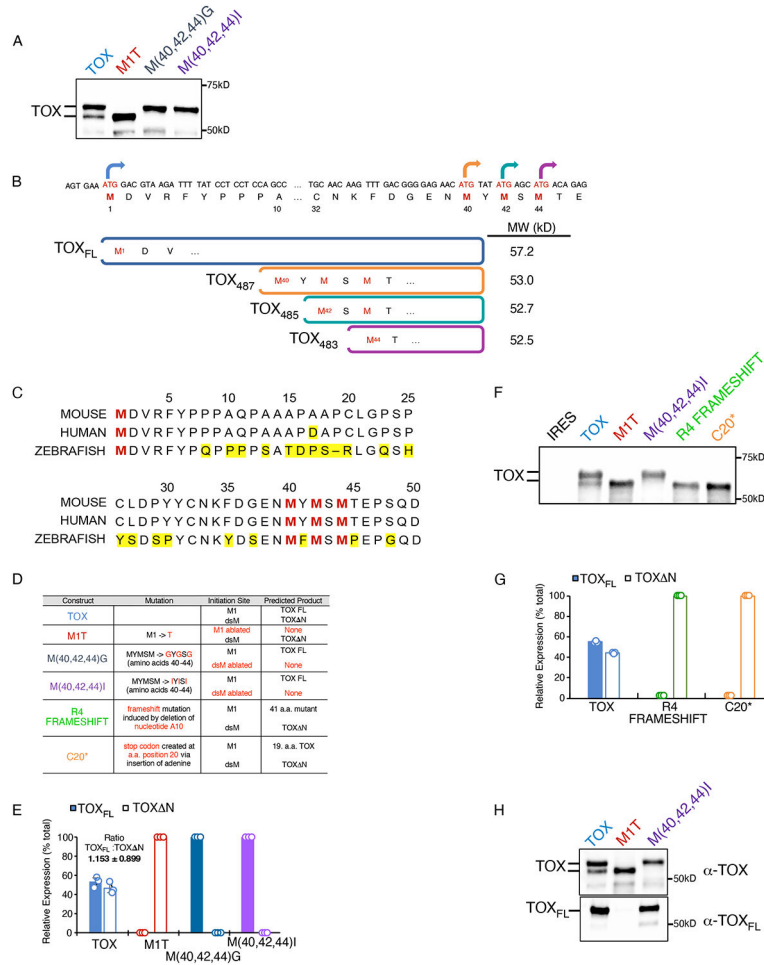 A
TOX
M1T
M(40,42,44)G
M(40,42,44)I
TOX
75kD
50kD
B
AGT GAA ATG GAC GTA AGA TTT TAT CCT CCT CCA GCC ... TGC AAC AAG TTT GAC GGG GAG AAC ATG TAT ATG AGC ATG ACA GAG
M D V R F Y P P P A ... C N K F D G E N M Y M S M T E
1 10 32 40 42 44
MW (kD)
TOXFL M1 D V ... 57.2
TOX487 M40 Y M S M T ... 53.0
TOX485 M42 S M T ... 52.7
TOX483 M44 T ... 52.5
C
5 10 15 20 25
MOUSE MDVRFYPPPAQPAAAPAAPCLGPSP
HUMAN MDVRFYPPPAQPAAAPDAPCLGPSP
ZEBRAFISH MDVRFYPQPPPPSATDPS–RLGQSH
30 35 40 45 50
MOUSE CLDPYYCNKFDGENMYMSMTEPSQD
HUMAN CLDPYYCNKFDGENMYMSMTEPSQD
ZEBRAFISH YSDSPYCNKYDSENMFMSMPEPGQD
D
Construct Mutation Initiation Site Predicted Product
TOX M1 TOX FL
dsM TOXΔN
M1T M1 -> T M1 ablated None
dsM TOXΔN
M(40,42,44)G MYMSM -> GYGSG (amino acids 40-44) M1 TOX FL
dsM ablated None
M(40,42,44)I MYMSM -> IYISI (amino acids 40-44) M1 TOX FL
dsM ablated None
R4 FRAMESHIFT frameshift mutation induced by deletion of nucleotide A10 M1 41 a.a. mutant
dsM TOXΔN
C20* stop codon created at a.a. position 20 via insertion of adenine M1 19. a.a. TOX
dsM TOXΔN
E
TOXFL TOXΔN
Relative Expression (% total)
100
80
60
40
20
0
Ratio
TOXFL :TOXΔN
1.153 ± 0.899
TOX
M1T
M(40,42,44)G
M(40,42,44)I
F
IRES
TOX
M1T
M(40,42,44)I
R4 FRAMESHIFT
C20*
TOX
75kD
50kD
G
TOXFL TOXΔN
Relative Expression (% total)
100
80
60
40
20
0
TOX
R4
FRAMESHIFT
C20*
H
TOX
M1T
M(40,42,44)I
TOX
50kD
α-TOX
TOXFL
50kD
α-TOXFL